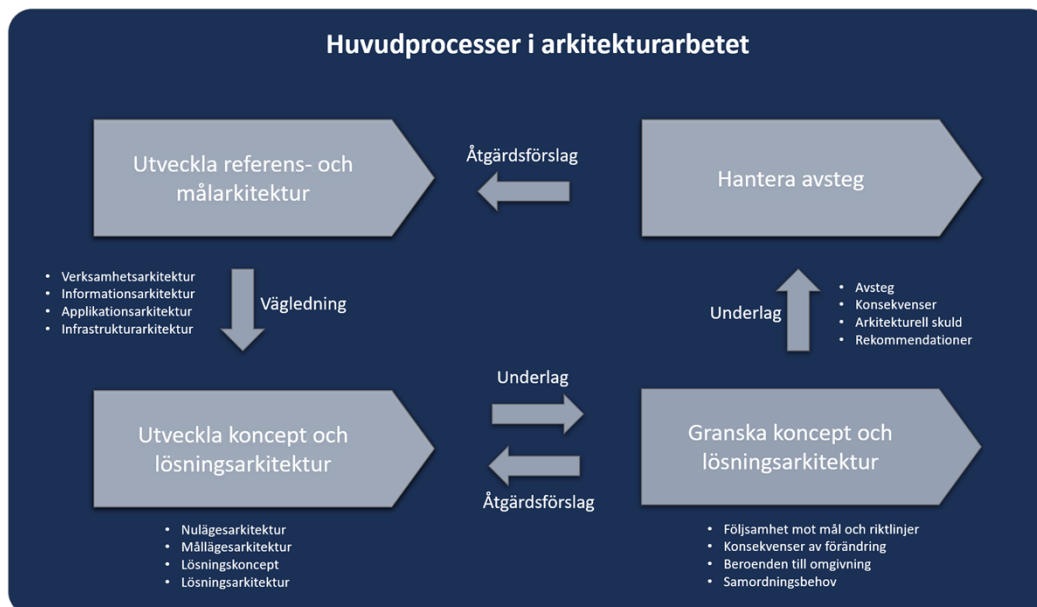 Huvudprocesser i arkitekturarbetet
Utveckla referens- och
målarkitektur
Åtgärdsförslag
Hantera avsteg
• Verksamhetsarkitektur
• Informationsarkitektur
• Applikationsarkitektur
• Infrastrukturarkitektur
Vägledning
Underlag
• Avsteg
• Konsekvenser
• Arkitekturell skuld
• Rekommendationer
Utveckla koncept och
lösningsarkitektur
Underlag
Åtgärdsförslag
Granska koncept och
lösningsarkitektur
• Nulägesarkitektur
• Mållägesarkitektur
• Lösningskoncept
• Lösningsarkitektur
• Följsamhet mot mål och riktlinjer
• Konsekvenser av förändring
• Beroenden till omgivning
• Samordningsbehov